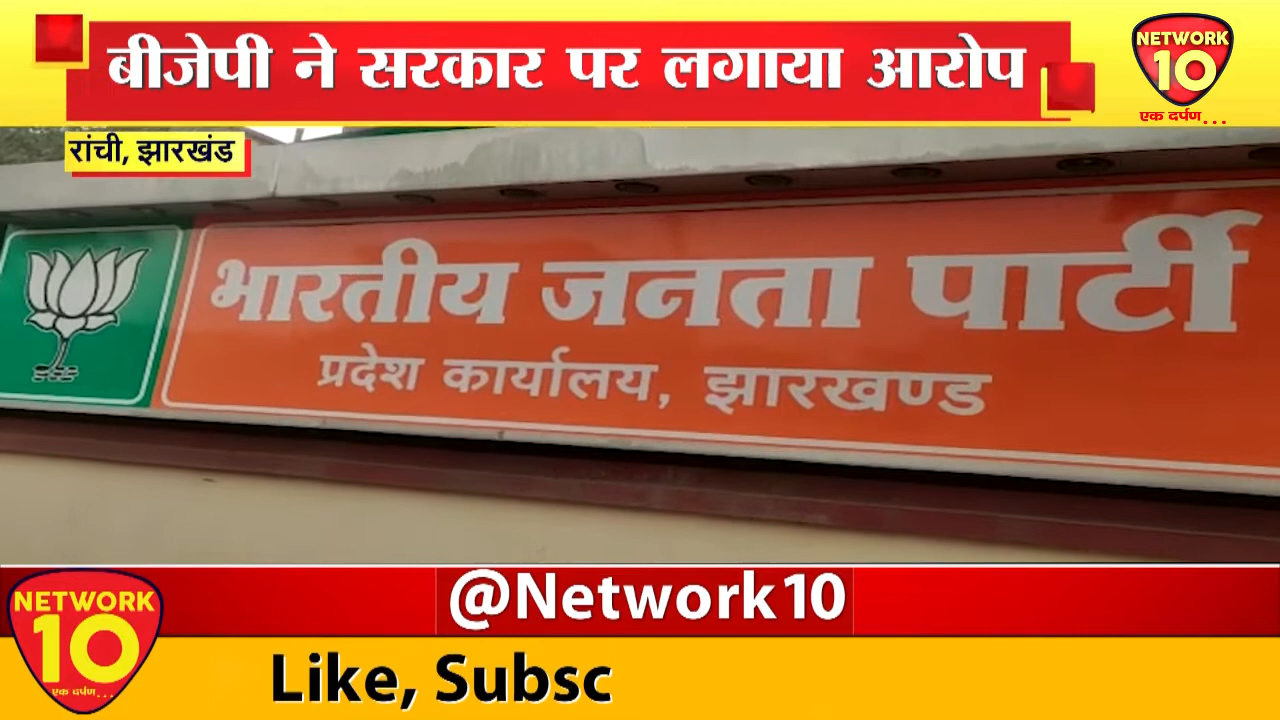 बीजेपी ने सरकार पर लगाया आरोप
NETWORK
10
एक दर्पण...
रांची, झारखंड
भारतीय जनता पार्टी
प्रदेश कार्यालय, झारखण्ड
@Network10
NETWORK
10
एक दर्पण...
Like, Subsc